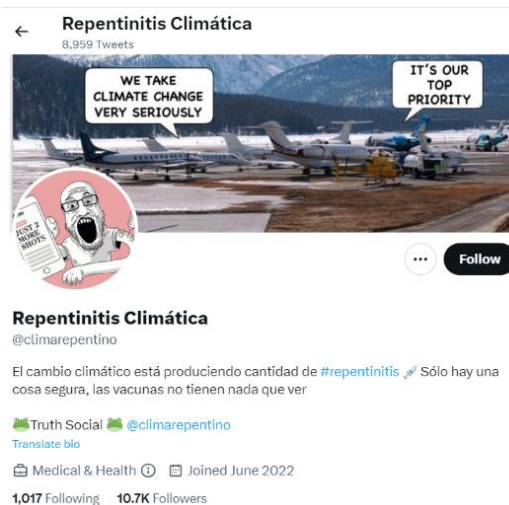 Repentinitis Climática
8,959 Tweets
WE TAKE
CLIMATE CHANGE
VERY SERIOUSLY
IT'S OUR
TOP
PRIORITY
JUST 2
MORE
SHOTS
Follow
Repentinitis Climática
@climarepentino
El cambio climático está produciendo cantidad de #repentinitis 💉 Sólo hay una
cosa segura, las vacunas no tienen nada que ver
🐸Truth Social 🐸 @climarepentino
Translate bio
Medical & Health
Joined June 2022
1,017 Following 10.7K Followers